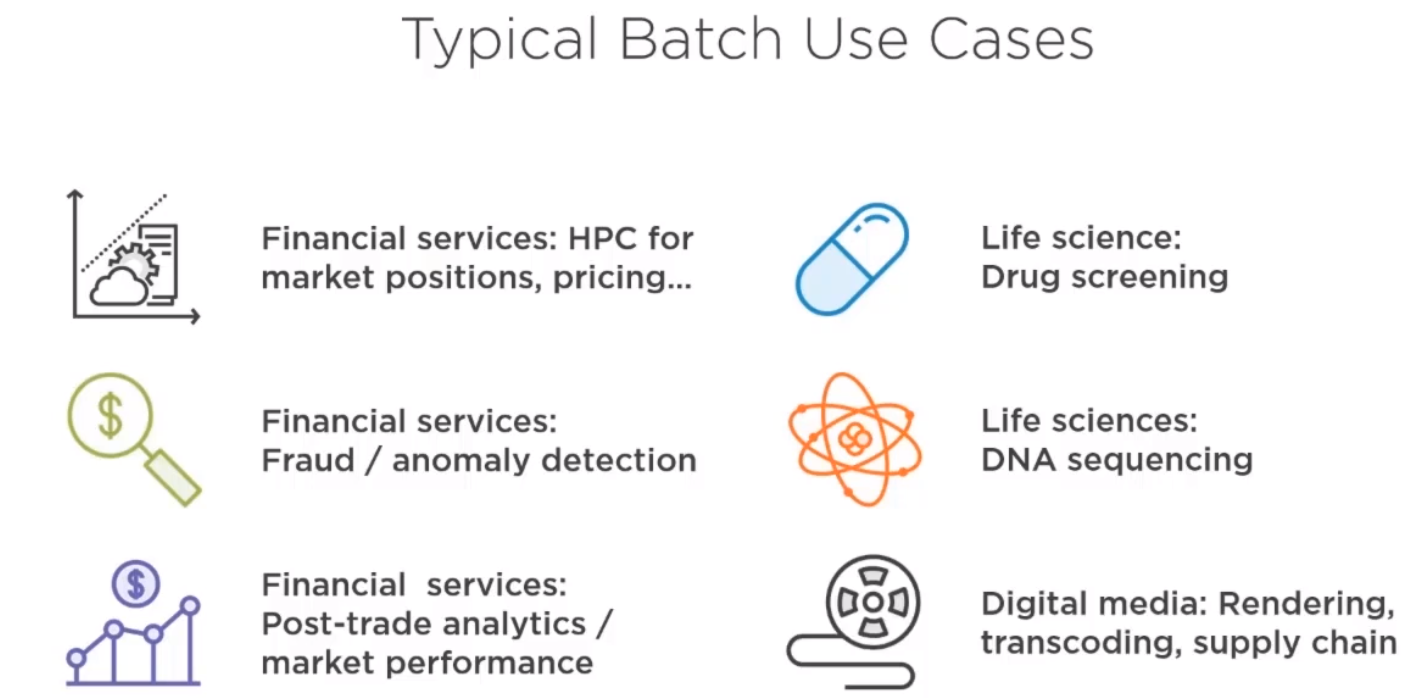 Typical Batch Use Cases
Financial services: HPC for
market positions, pricing...
Life science:
Drug screening
$
Financial services:
Fraud / anomaly detection
Life sciences:
DNA sequencing
$
Financial services:
Post-trade analytics /
market performance
Digital media: Rendering,
transcoding, supply chain